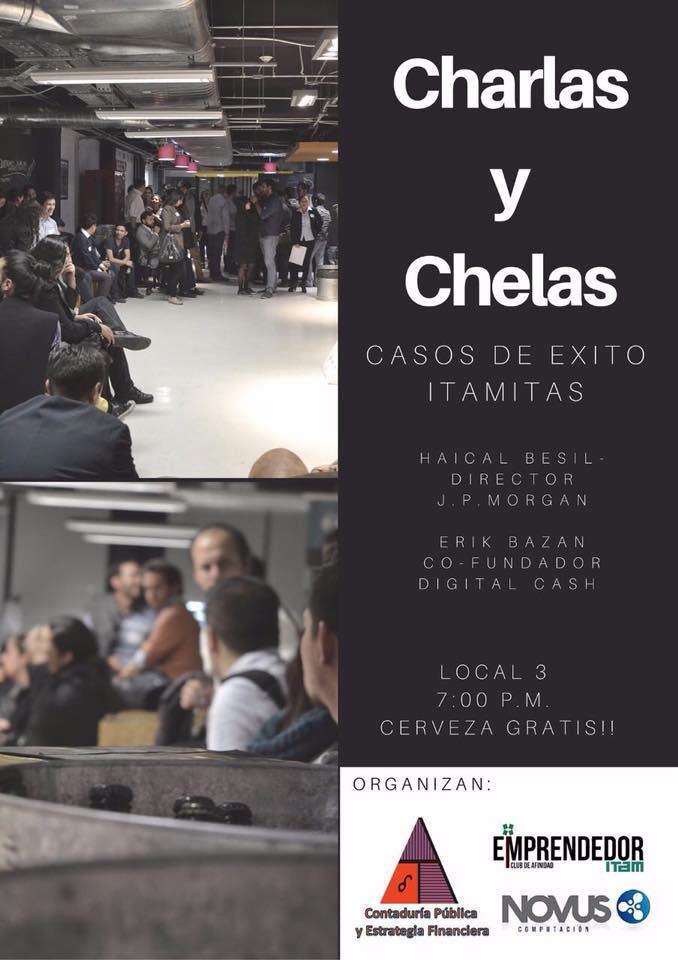 Charlas
y
Chelas
CASOS DE EXITO
ITAMITAS
HAICAL BESIL-
DIRECTOR
J.P.MORGAN
ERIK BAZAN
CO-FUNDADOR
DIGITAL CASH
LOCAL 3
7:00 P.M.
CERVEZA GRATIS!!
ORGANIZAN:
Contaduría Pública
y Estrategia Financiera
EMPRENDEDOR
CLUB DE AFINIDAD
ITAM
NOVUS
COMPUTACIÓN